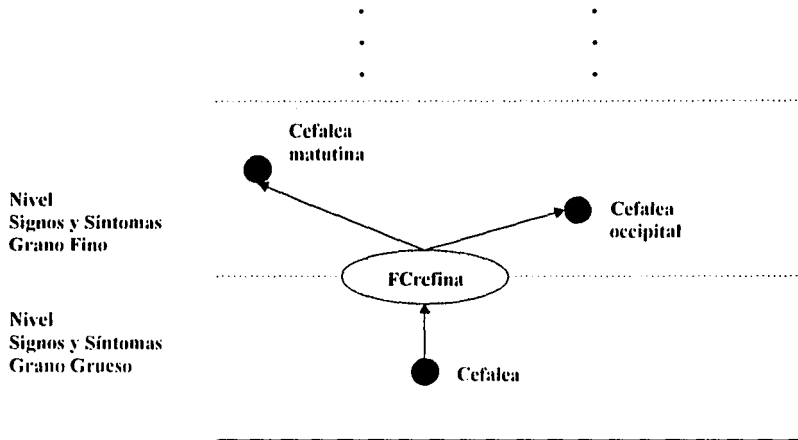 Cefalea
matutina
Nivel
Signos y Síntomas
Grano Fino
Cefalea
occipital
FCrefina
Nivel
Signos y Síntomas
Grano Grueso
Cefalea